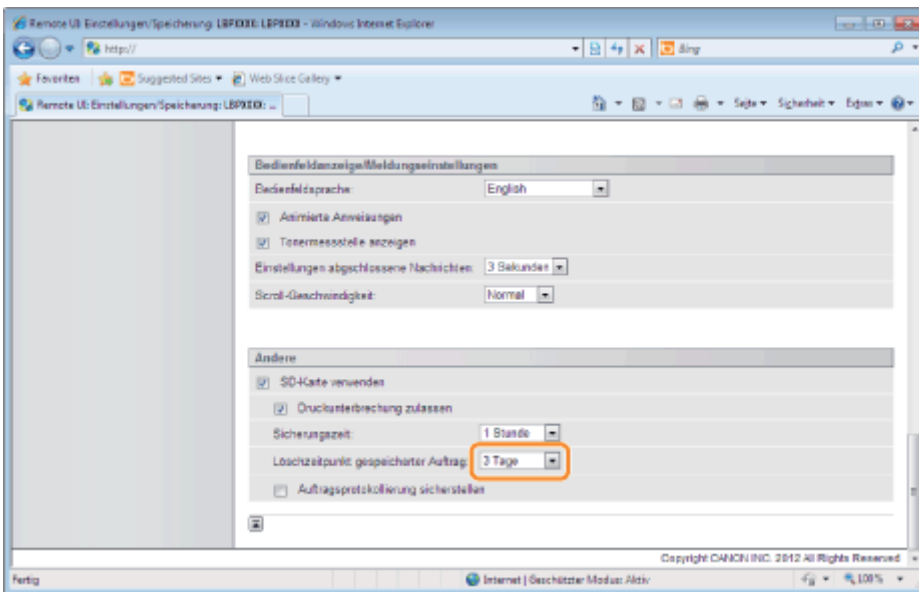 Remote UI: Einstellungen/Speicherung: LBPXXXX: LBPXXXX - Windows Internet Explorer
http://
Bing
Favoriten Suggested Sites Web Slice Gallery
Remote UI: Einstellungen/Speicherung: LBPXXXX: ...
Seite Sicherheit Extras
Bedienfeldanzeige/Meldungseinstellungen
Bedienfeldsprache: English
Animierte Anweisungen
Tonermessstelle anzeigen
Einstellungen abgeschlossene Nachrichten: 3 Sekunden
Scroll-Geschwindigkeit: Normal
Andere
SD-Karte verwenden
Druckunterbrechung zulassen
Sicherungszeit: 1 Stunde
Löschzeitpunkt gespeicherter Auftrag: 3 Tage
Auftragsprotokollierung sicherstellen
Copyright CANON INC. 2012 All Rights Reserved
Fertig Internet | Geschützter Modus: Aktiv 100%